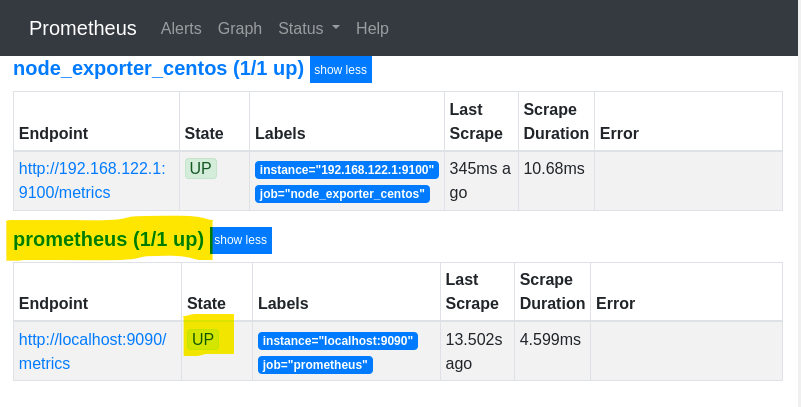 Prometheus Alerts Graph Status Help
node_exporter_centos (1/1 up) show less
Endpoint State Labels Last Scrape Scrape Duration Error
http://192.168.122.1:9100/metrics UP instance="192.168.122.1:9100" job="node_exporter_centos" 345ms ago 10.68ms
prometheus (1/1 up) show less
Endpoint State Labels Last Scrape Scrape Duration Error
http://localhost:9090/metrics UP instance="localhost:9090" job="prometheus" 13.502s ago 4.599ms